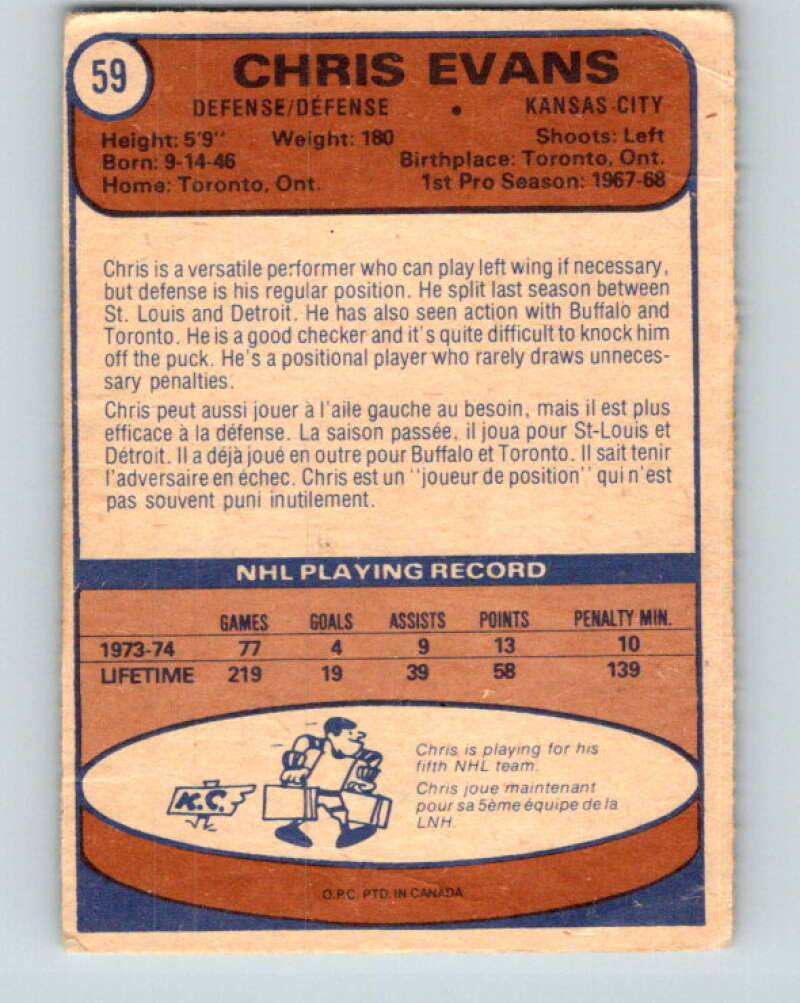 59
CHRIS EVANS
DEFENSE/DÉFENSE • KANSAS CITY
Height: 5'9" Weight: 180 Shoots: Left
Born: 9-14-46 Birthplace: Toronto, Ont.
Home: Toronto, Ont. 1st Pro Season: 1967-68
Chris is a versatile performer who can play left wing if necessary,
but defense is his regular position. He split last season between
St. Louis and Detroit. He has also seen action with Buffalo and
Toronto. He is a good checker and it's quite difficult to knock him
off the puck. He's a positional player who rarely draws unneces-
sary penalties.
Chris peut aussi jouer à l'aile gauche au besoin, mais il est plus
efficace à la défense. La saison passée, il joua pour St-Louis et
Détroit. Il a déjà joué en outre pour Buffalo et Toronto. Il sait tenir
l'adversaire en échec. Chris est un "joueur de position" qui n'est
pas souvent puni inutilement.
NHL PLAYING RECORD
GAMES GOALS ASSISTS POINTS PENALTY MIN.
1973-74 77 4 9 13 10
LIFETIME 219 19 39 58 139
Chris is playing for his
fifth NHL team.
Chris joue maintenant
pour sa 5ème équipe de la
LNH.
K.C.
O.P.C. PTD. IN CANADA